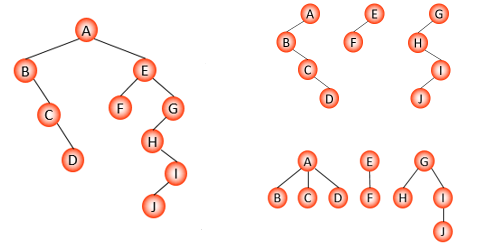 A
B E
C F G
D H
I
J
A E G
B F H
C I
D J
A E G
B C D F H I
J